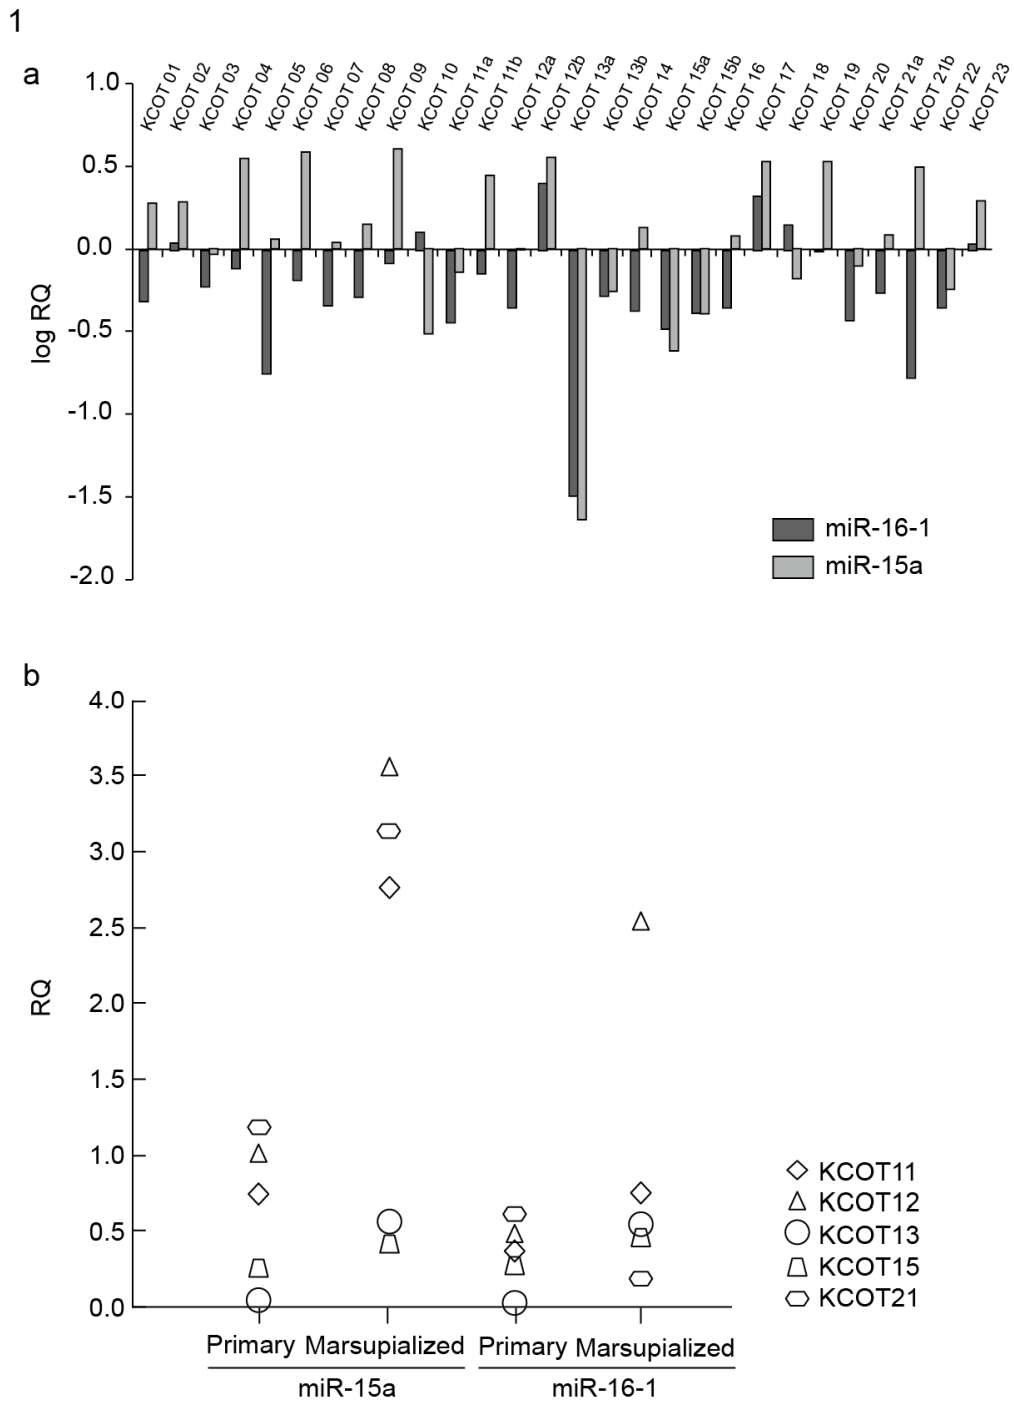 1
a
KCOT 01
KCOT 02
KCOT 03
KCOT 04
KCOT 05
KCOT 06
KCOT 07
KCOT 08
KCOT 09
KCOT 10
KCOT 11a
KCOT 11b
KCOT 12a
KCOT 12b
KCOT 13a
KCOT 13b
KCOT 14
KCOT 15a
KCOT 15b
KCOT 16
KCOT 17
KCOT 18
KCOT 19
KCOT 20
KCOT 21a
KCOT 21b
KCOT 22
KCOT 23
1.0
0.5
0.0
-0.5
-1.0
-1.5
-2.0
log RQ
miR-16-1
miR-15a
b
4.0
3.5
3.0
2.5
2.0
1.5
1.0
0.5
0.0
RQ
KCOT11
KCOT12
KCOT13
KCOT15
KCOT21
Primary Marsupialized Primary Marsupialized
miR-15a miR-16-1